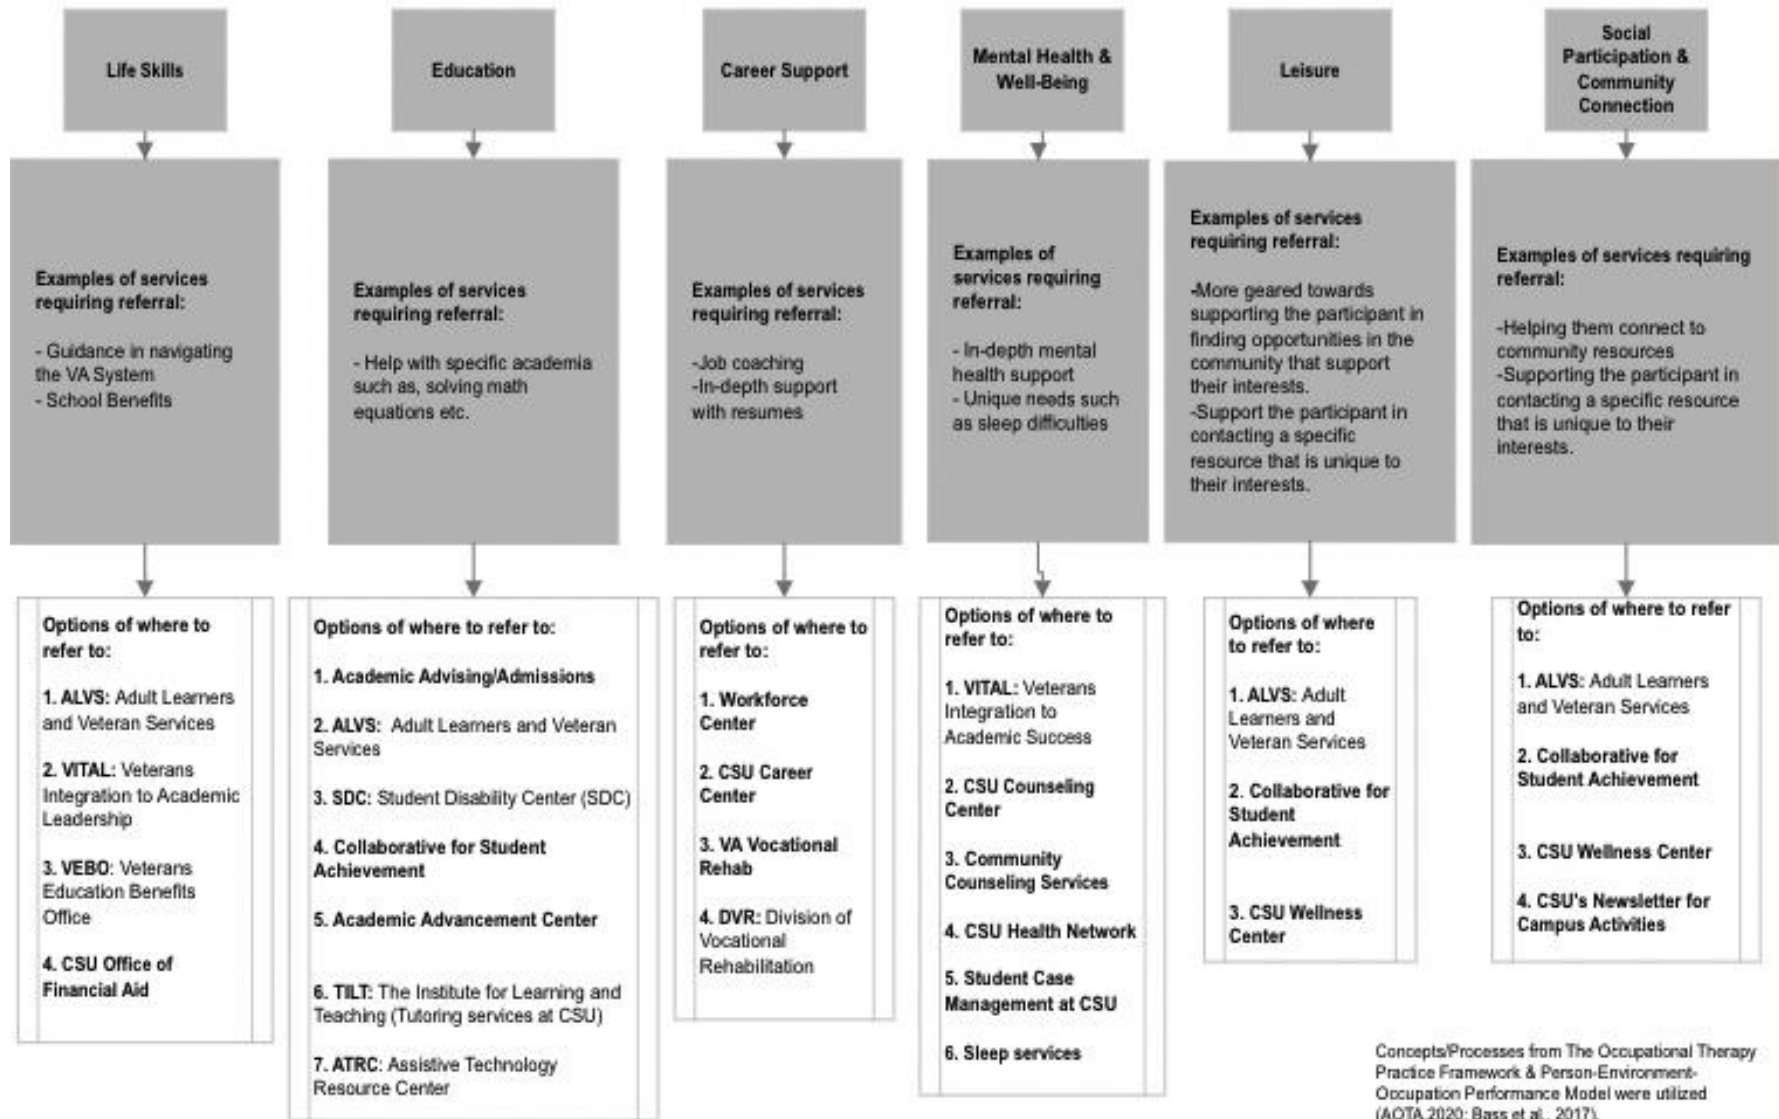 Life Skills
Education
Career Support
Mental Health &
Well-Being
Leisure
Social
Participation &
Community
Connection
Examples of services
requiring referral:
- Guidance in navigating
the VA System
- School Benefits
Examples of services
requiring referral:
- Help with specific academia
such as, solving math
equations etc.
Examples of services
requiring referral:
-Job coaching
-In-depth support
with resumes
Examples of
services requiring
referral:
- In-depth mental
health support
- Unique needs such
as sleep difficulties
Examples of services
requiring referral:
-More geared towards
supporting the participant in
finding opportunities in the
community that support
their interests.
-Support the participant in
contacting a specific
resource that is unique to
their interests.
Examples of services requiring
referral:
-Helping them connect to
community resources
-Supporting the participant in
contacting a specific resource
that is unique to their
interests.
Options of where to
refer to:
1. ALVS: Adult Learners
and Veteran Services
2. VITAL: Veterans
Integration to Academic
Leadership
3. VEBO: Veterans
Education Benefits
Office
4. CSU Office of
Financial Aid
Options of where to refer to:
1. Academic Advising/Admissions
2. ALVS: Adult Learners and Veteran
Services
3. SDC: Student Disability Center (SDC)
4. Collaborative for Student
Achievement
5. Academic Advancement Center
6. TILT: The Institute for Learning and
Teaching (Tutoring services at CSU)
7. ATRC: Assistive Technology
Resource Center
Options of where to
refer to:
1. Workforce
Center
2. CSU Career
Center
3. VA Vocational
Rehab
4. DVR: Division of
Vocational
Rehabilitation
Options of where to
refer to:
1. VITAL: Veterans
Integration to
Academic Success
2. CSU Counseling
Center
3. Community
Counseling Services
4. CSU Health Network
5. Student Case
Management at CSU
6. Sleep services
Options of where
to refer to:
1. ALVS: Adult
Learners and
Veteran Services
2. Collaborative for
Student
Achievement
3. CSU Wellness
Center
Options of where to refer
to:
1. ALVS: Adult Learners
and Veteran Services
2. Collaborative for
Student Achievement
3. CSU Wellness Center
4. CSU's Newsletter for
Campus Activities
Concepts/Processes from The Occupational Therapy
Practice Framework & Person-Environment-
Occupation Performance Model were utilized
(AOTA,2020; Bass et al., 2017).